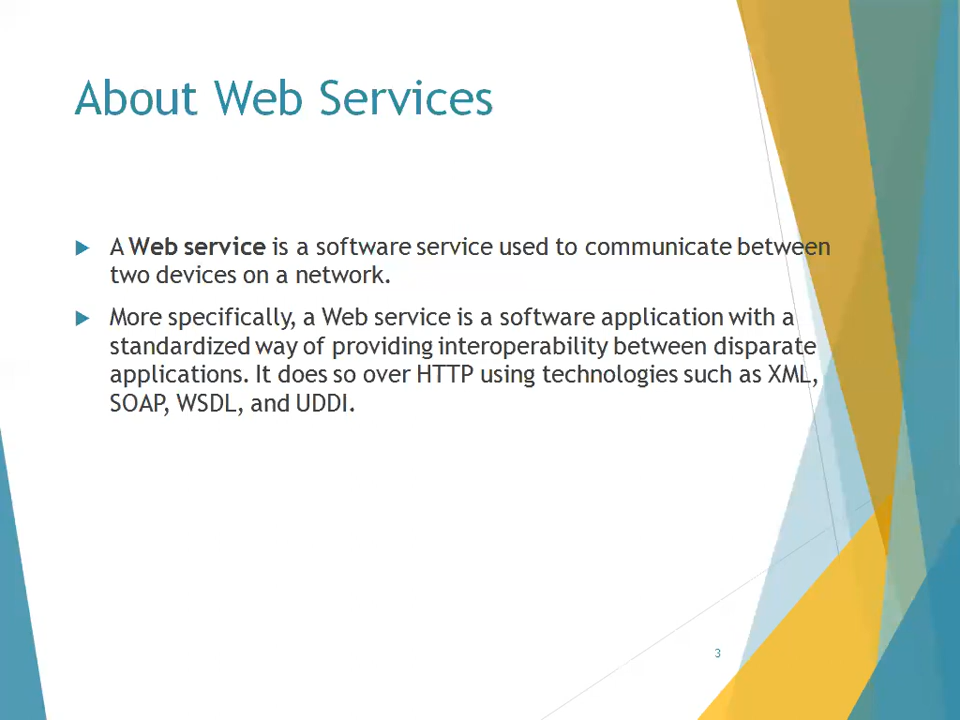 About Web Services
A Web service is a software service used to communicate between
two devices on a network.
More specifically, a Web service is a software application with a
standardized way of providing interoperability between disparate
applications. It does so over HTTP using technologies such as XML,
SOAP, WSDL, and UDDI.
3